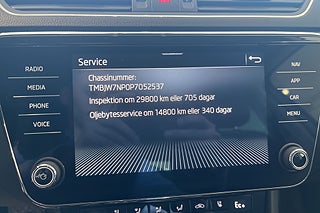 Service
RADIO
MEDIA
PHONE
VOICE
Chassinummer:
TMBJW7NP0P7052537
Inspektion om 29800 km eller 705 dagar
Oljebytesservice om 14800 km eller 340 dagar
NAV
APP
CAR
MENU